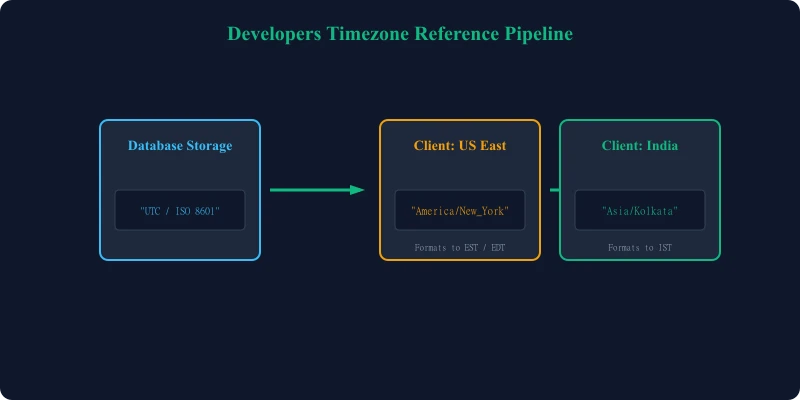 Developers Timezone Reference Pipeline
Database Storage
"UTC / ISO 8601"
Client: US East
"America/New_York"
Formats to EST / EDT
Client: India
"Asia/Kolkata"
Formats to IST